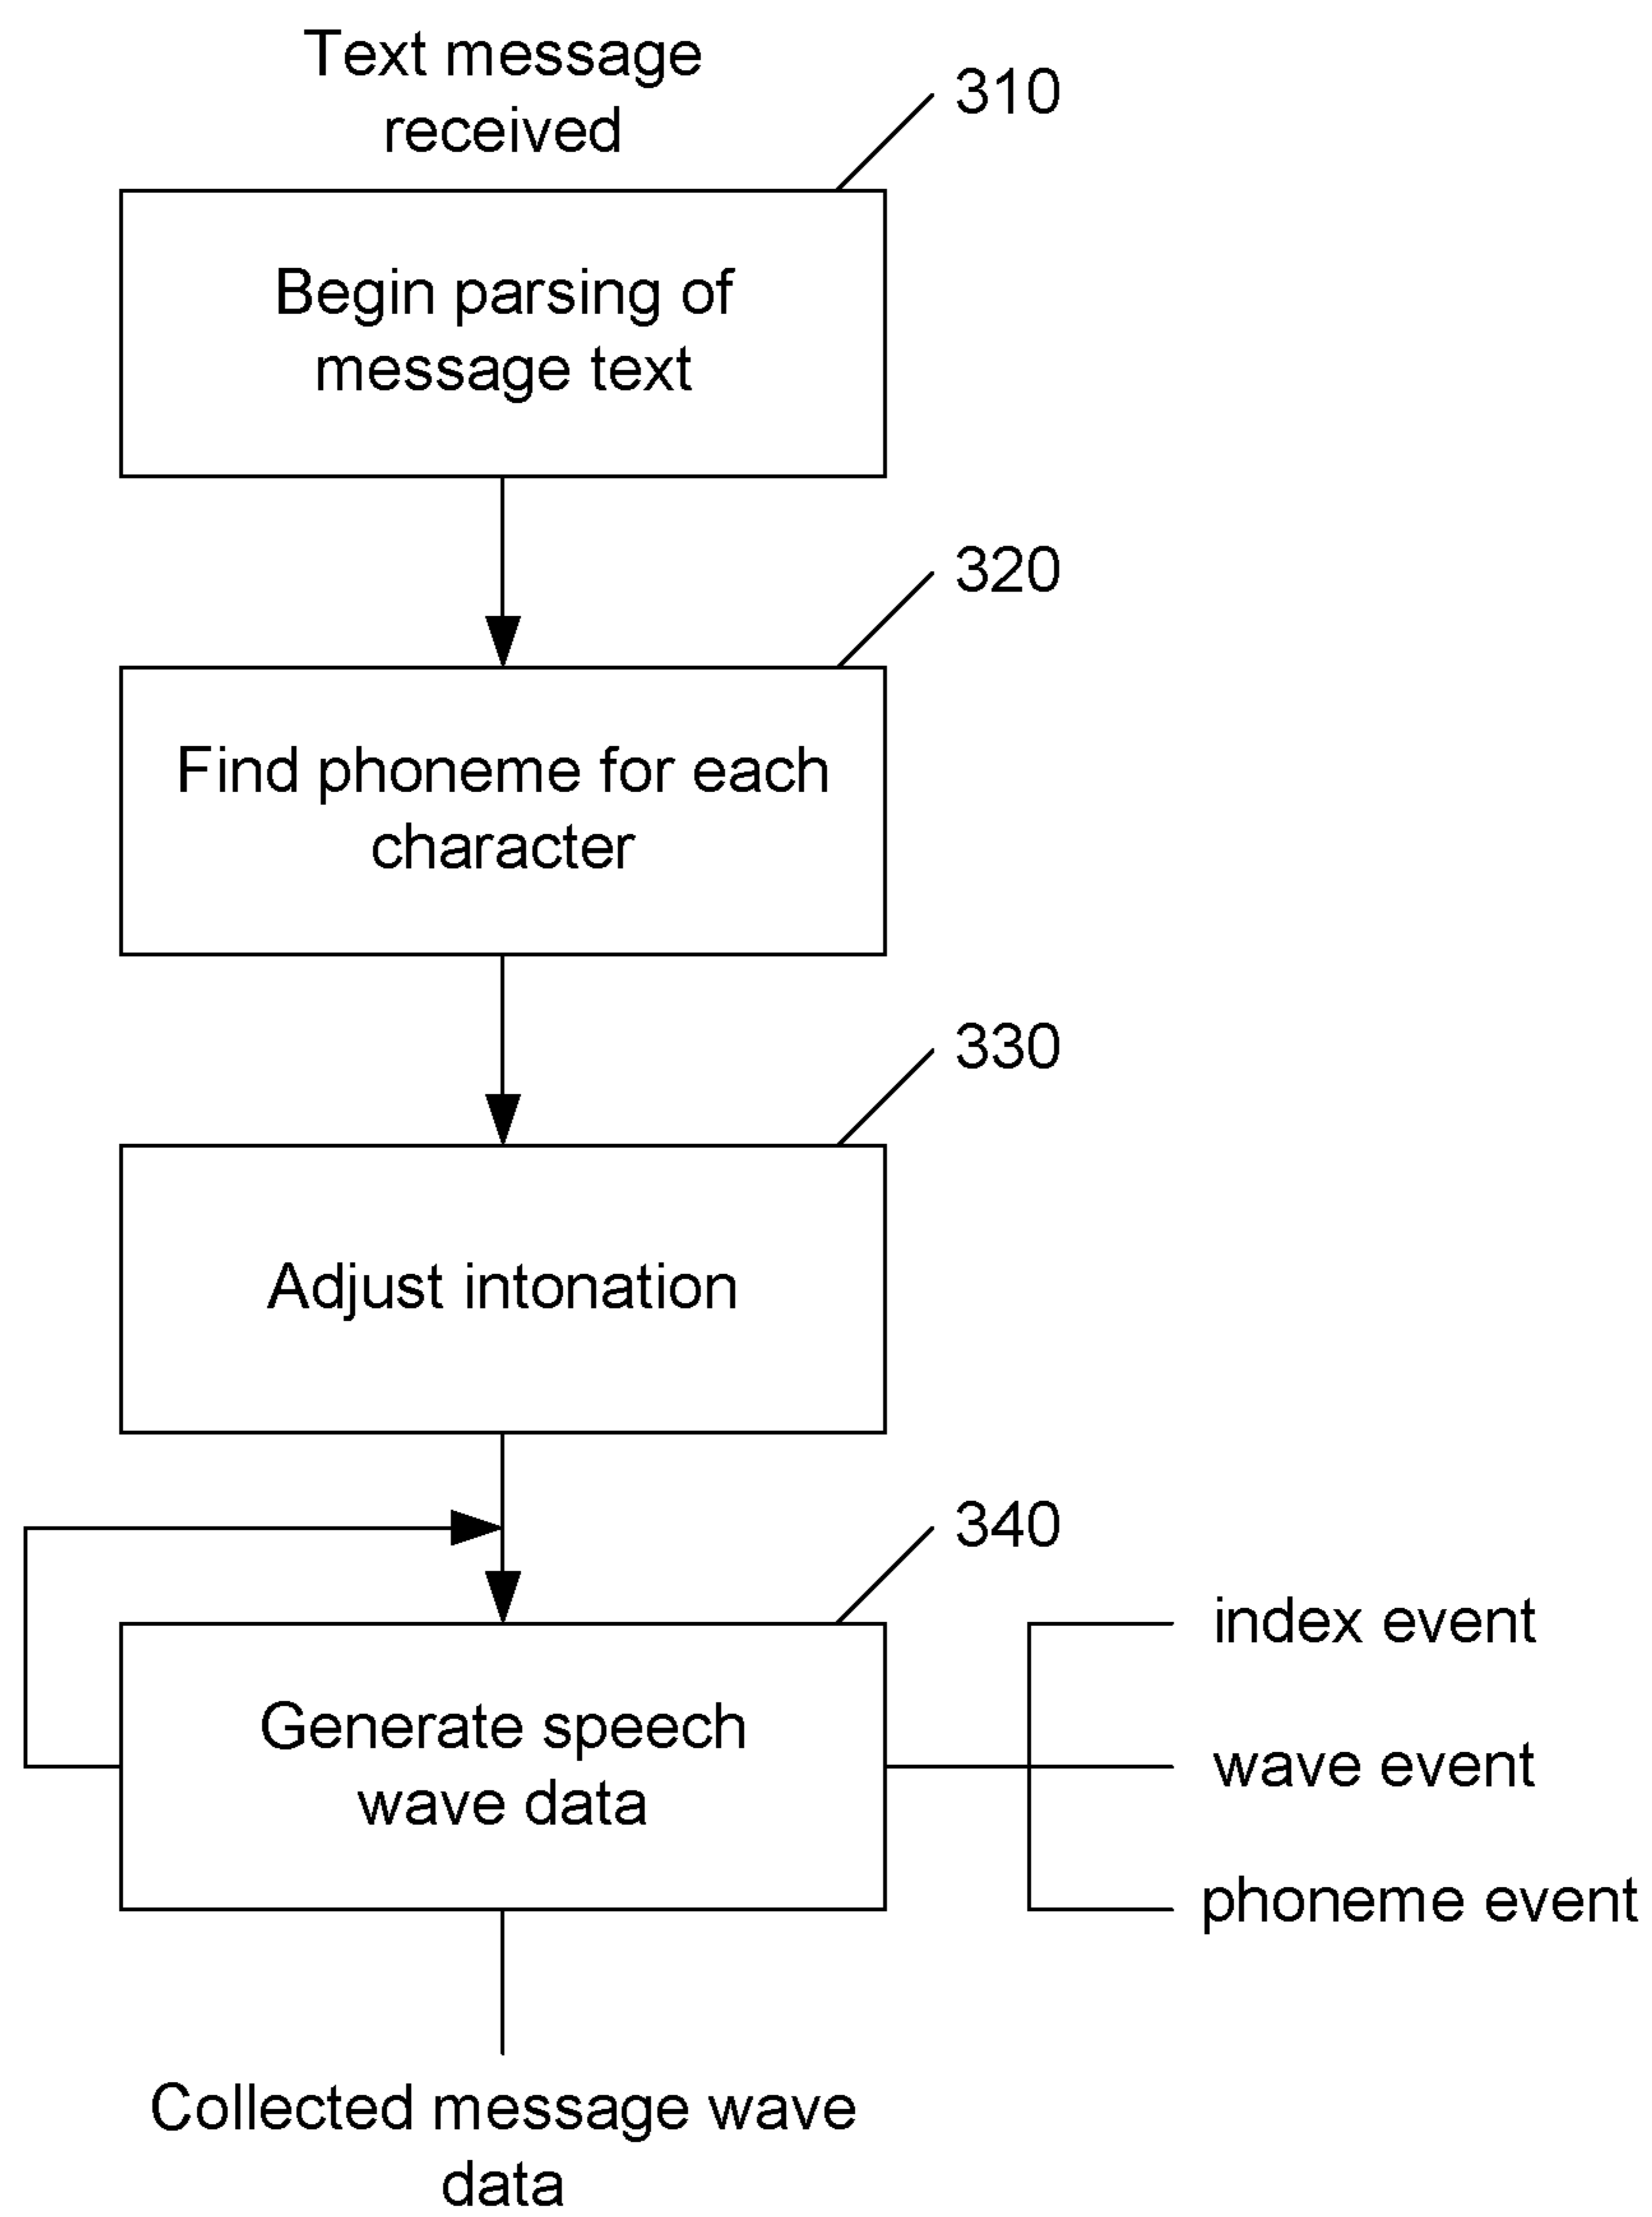 Text message
received
310
Begin parsing of
message text
320
Find phoneme for each
character
330
Adjust intonation
340
Generate speech
wave data
index event
wave event
phoneme event
Collected message wave
data